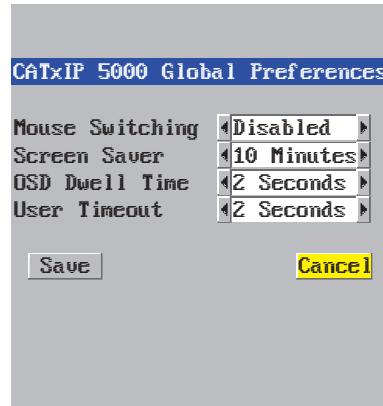 CATxIP 5000 Global Preferences
Mouse Switching Disabled
Screen Saver 10 Minutes
OSD Dwell Time 2 Seconds
User Timeout 2 Seconds
Save Cancel